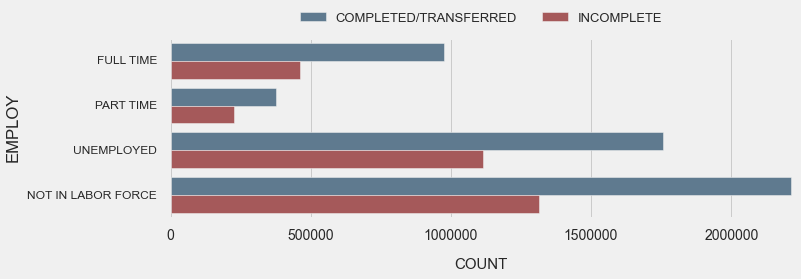 COMPLETED/TRANSFERRED INCOMPLETE
EMPLOY
FULL TIME
PART TIME
UNEMPLOYED
NOT IN LABOR FORCE
0 500000 1000000 1500000 2000000
COUNT